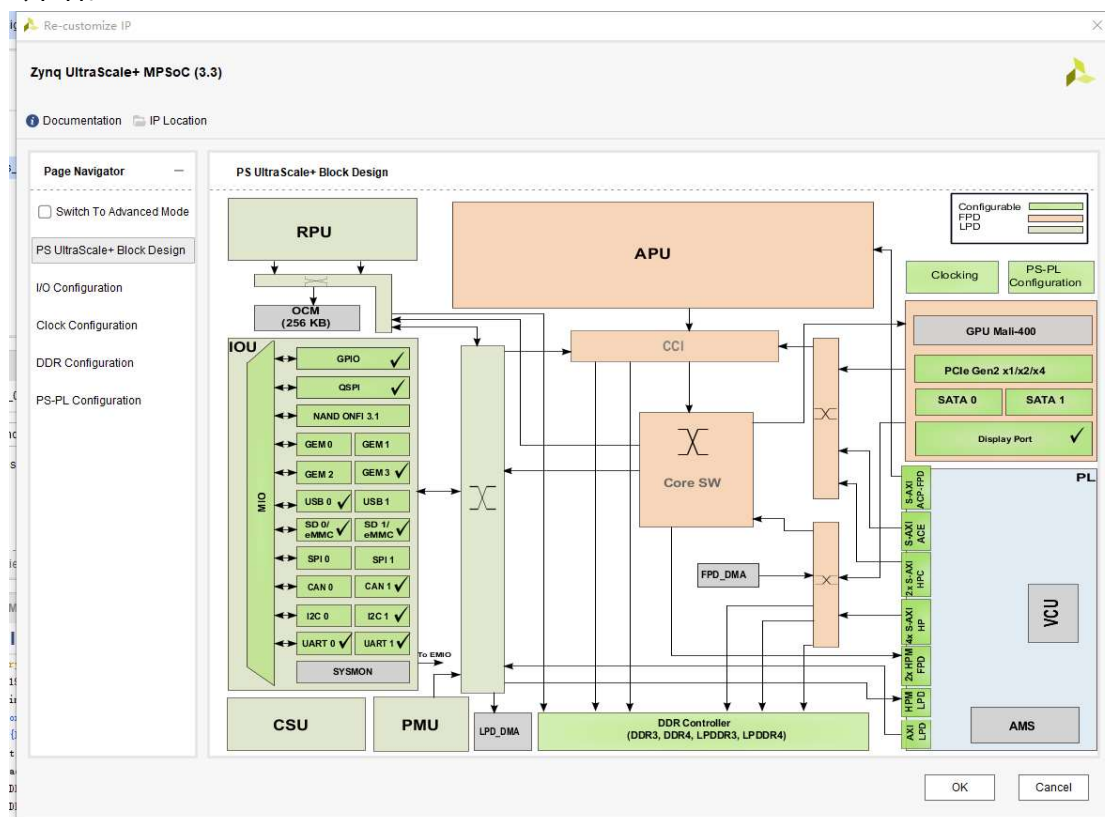 Re-customize IP
Zynq UltraScale+ MPSoC (3.3)
Documentation IP Location
Page Navigator
Switch To Advanced Mode
PS UltraScale+ Block Design
I/O Configuration
Clock Configuration
DDR Configuration
PS-PL Configuration
PS UltraScale+ Block Design
Configurable
FPD
LPD
RPU
APU
Clocking
PS-PL
Configuration
OCM
(256 KB)
CCI
GPU Mali-400
PCIe Gen2 x1/x2/x4
SATA 0 SATA 1
Display Port
IOU
MIO
GPIO
QSPI
NAND ONFI 3.1
GEM 0 GEM 1
GEM 2 GEM 3
USB 0 USB 1
SD 0/
eMMC
SD 1/
eMMC
SPI 0 SPI 1
CAN 0 CAN 1
I2C 0 I2C 1
UART 0 UART 1
SYSMON
To EMIO
Core SW
FPD_DMA
PL
S-AXI
ACP-FPD
S-AXI
ACE
2x S-AXI
HPC
4x S-AXI
HP
2x HPM
FPD
HPM
LPD
AXI
LPD
VCU
AMS
CSU
PMU
LPD_DMA
DDR Controller
(DDR3, DDR4, LPDDR3, LPDDR4)
OK Cancel